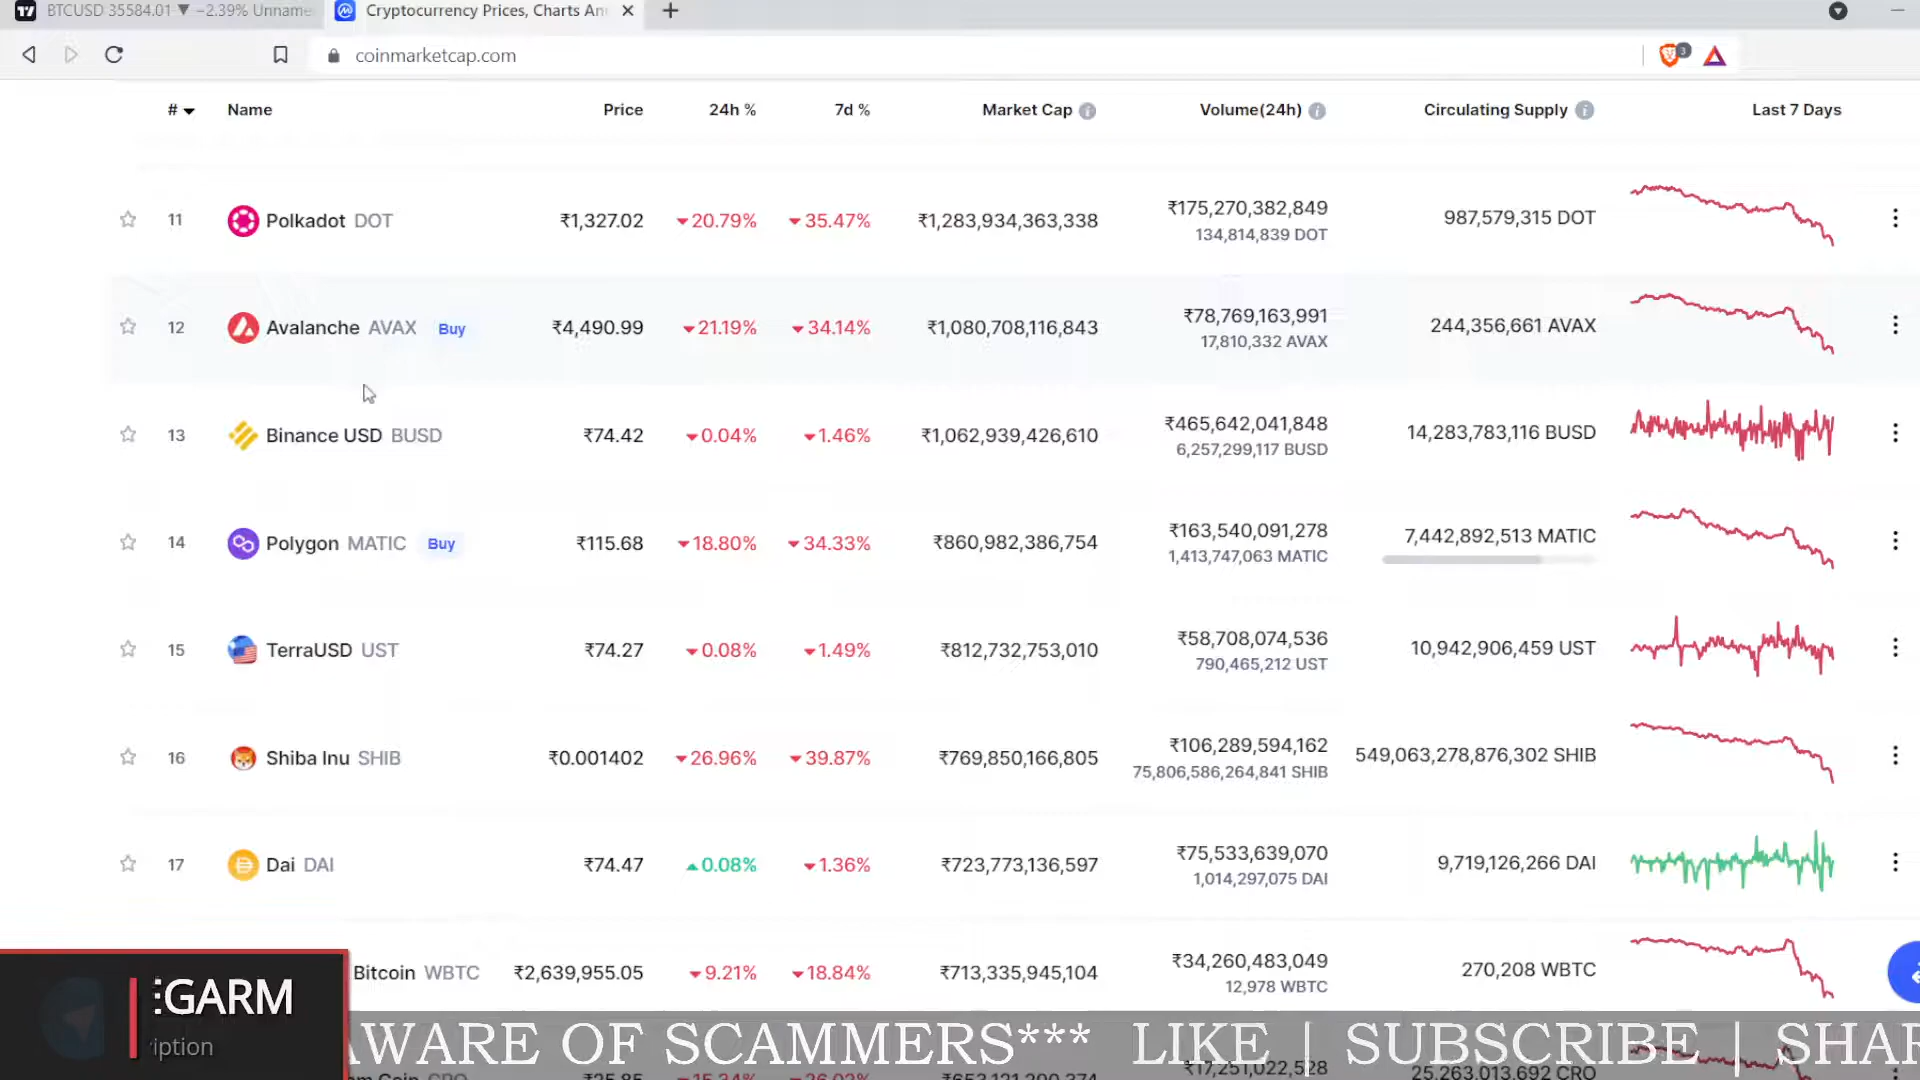 BTCUSD 35584.01 ▼ −2.39% Unname
Cryptocurrency Prices, Charts An
coinmarketcap.com
3
# Name Price 24h % 7d % Market Cap Volume(24h) Circulating Supply Last 7 Days
11 Polkadot DOT ₹1,327.02 20.79% 35.47% ₹1,283,934,363,338 ₹175,270,382,849 987,579,315 DOT
134,814,839 DOT
12 Avalanche AVAX Buy ₹4,490.99 21.19% 34.14% ₹1,080,708,116,843 ₹78,769,163,991 244,356,661 AVAX
17,810,332 AVAX
13 Binance USD BUSD ₹74.42 0.04% 1.46% ₹1,062,939,426,610 ₹465,642,041,848 14,283,783,116 BUSD
6,257,299,117 BUSD
14 Polygon MATIC Buy ₹115.68 18.80% 34.33% ₹860,982,386,754 ₹163,540,091,278 7,442,892,513 MATIC
1,413,747,063 MATIC
15 TerraUSD UST ₹74.27 0.08% 1.49% ₹812,732,753,010 ₹58,708,074,536 10,942,906,459 UST
790,465,212 UST
16 Shiba Inu SHIB ₹0.001402 26.96% 39.87% ₹769,850,166,805 ₹106,289,594,162 549,063,278,876,302 SHIB
75,806,586,264,841 SHIB
17 Dai DAI ₹74.47 0.08% 1.36% ₹723,773,136,597 ₹75,533,639,070 9,719,126,266 DAI
1,014,297,075 DAI
Bitcoin WBTC ₹2,639,955.05 9.21% 18.84% ₹713,335,945,104 ₹34,260,483,049 270,208 WBTC
12,978 WBTC
EGARM
iption
AWARE OF SCAMMERS*** LIKE | SUBSCRIBE | SHAR
25,263,013,692 CRO